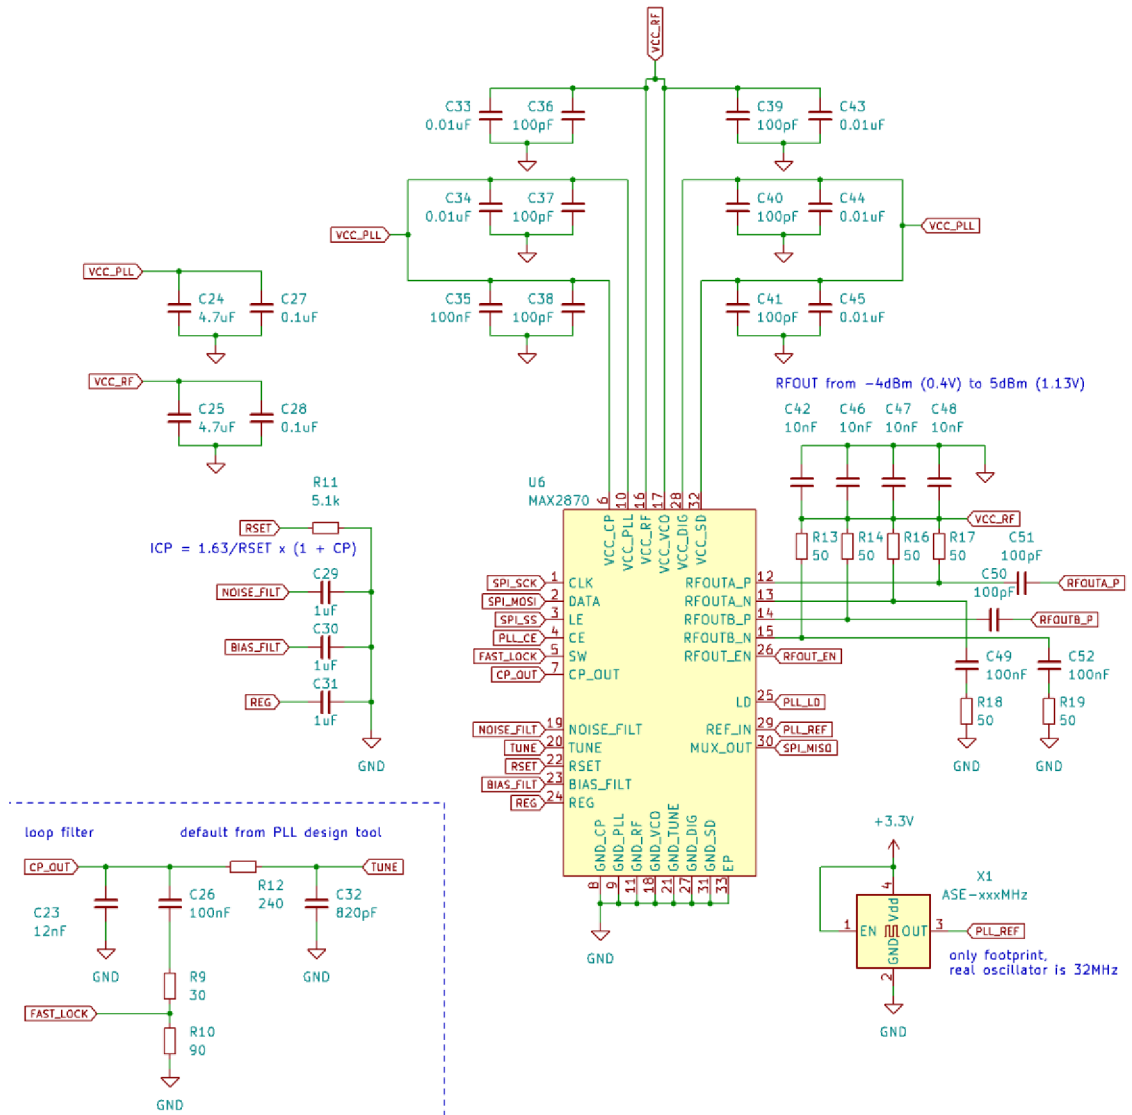 VCC_RF
C33
0.01uF
C36
100pF
C39
100pF
C43
0.01uF
C34
0.01uF
C37
100pF
C40
100pF
C44
0.01uF
VCC_PLL
VCC_PLL
VCC_PLL
C24
4.7uF
C27
0.1uF
C35
100nF
C38
100pF
C41
100pF
C45
0.01uF
VCC_RF
C25
4.7uF
C28
0.1uF
RFOUT from -4dBm (0.4V) to 5dBm (1.13V)
C42
10nF
C46
10nF
C47
10nF
C48
10nF
R11
5.1k
RSET
ICP = 1.63/RSET x (1 + CP)
C29
NOISE_FILT
1uF
C30
BIAS_FILT
1uF
C31
REG
1uF
GND
U6
MAX2870
6
10
16
17
28
32
VCC_CP
VCC_PLL
VCC_RF
VCC_VCO
VCC_DIG
VCC_SD
VCC_RF
R13
50
R14
50
R16
50
R17
50
C51
100pF
C50
100pF
SPI_SCK 1 CLK
SPI_MOSI 2 DATA
SPI_SS 3 LE
PLL_CE 4 CE
FAST_LOCK 5 SW
CP_OUT 7 CP_OUT
NOISE_FILT 19 NOISE_FILT
TUNE 20 TUNE
RSET 22 RSET
BIAS_FILT 23 BIAS_FILT
REG 24 REG
RFOUTA_P 12 RFOUTA_P
RFOUTA_N 13
RFOUTB_P 14 RFOUTB_P
RFOUTB_N 15
RFOUT_EN 26 RFOUT_EN
LD 25 PLL_LD
REF_IN 29 PLL_REF
MUX_OUT 30 SPI_MISO
C49
100nF
C52
100nF
R18
50
R19
50
GND
GND
GND_CP
GND_PLL
GND_RF
GND_VCO
GND_TUNE
GND_DIG
GND_SD
EP
8
9
11
18
21
27
31
33
GND
loop filter
default from PLL design tool
CP_OUT
TUNE
R12
240
C23
12nF
C26
100nF
C32
820pF
GND
GND
R9
30
FAST_LOCK
R10
90
GND
+3.3V
X1
ASE-xxxMHz
4
Vdd
1 EN
OUT 3 PLL_REF
GND
2
GND
only footprint,
real oscillator is 32MHz